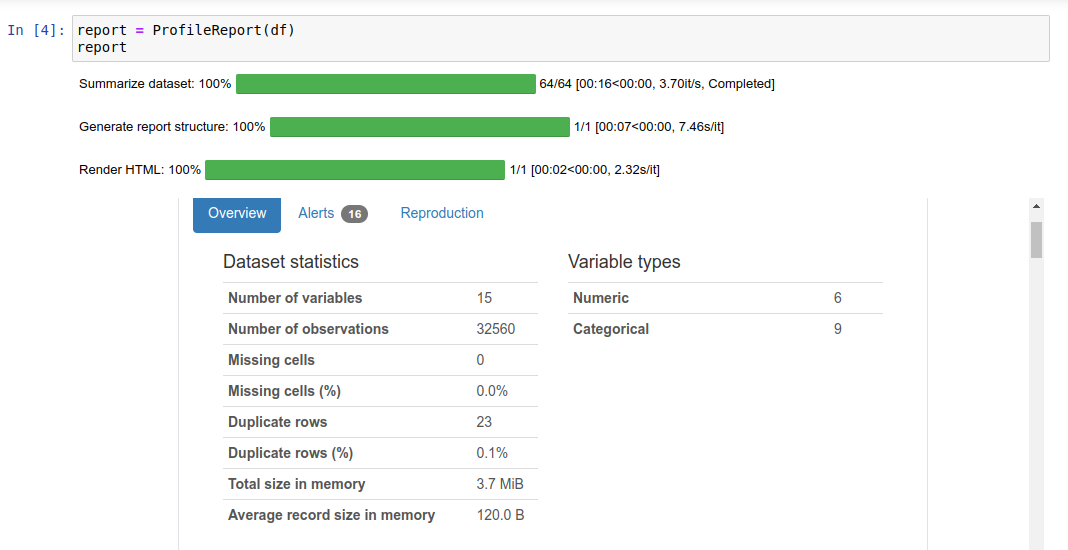 In [4]: report = ProfileReport(df)
report
Summarize dataset: 100% 64/64 [00:16<00:00, 3.70it/s, Completed]
Generate report structure: 100% 1/1 [00:07<00:00, 7.46s/it]
Render HTML: 100% 1/1 [00:02<00:00, 2.32s/it]
Overview Alerts 16 Reproduction
Dataset statistics
Number of variables 15
Number of observations 32560
Missing cells 0
Missing cells (%) 0.0%
Duplicate rows 23
Duplicate rows (%) 0.1%
Total size in memory 3.7 MiB
Average record size in memory 120.0 B
Variable types
Numeric 6
Categorical 9